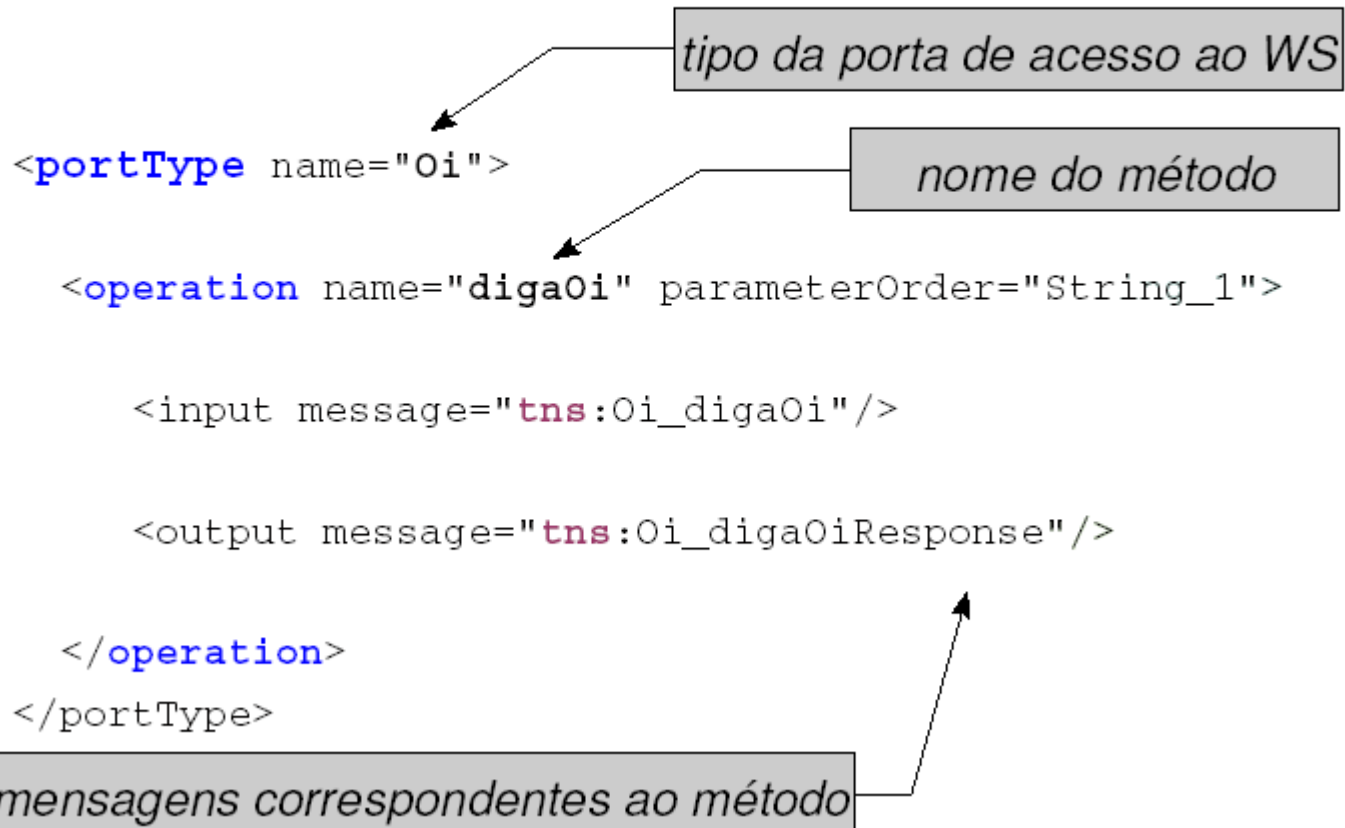 tipo da porta de acesso ao WS
<portType name="Oi">
nome do método
<operation name="digaOi" parameterOrder="String_1">
<input message="tns:Oi_digaOi"/>
<output message="tns:Oi_digaOiResponse"/>
</operation>
</portType>
mensagens correspondentes ao método